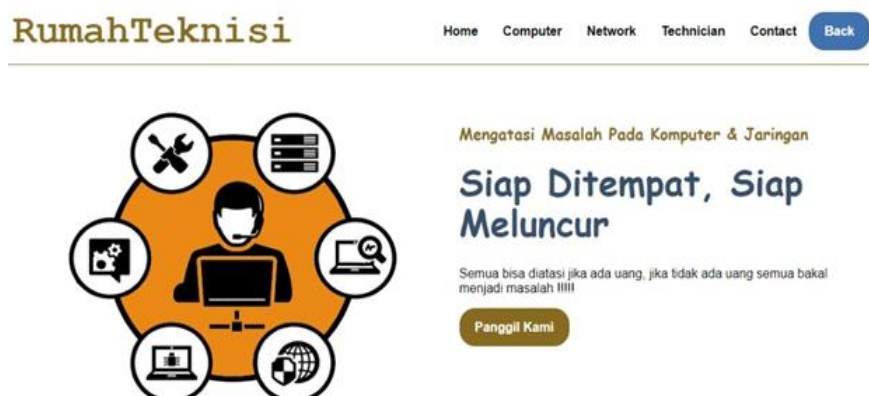 RumahTeknisi
Home Computer Network Technician Contact Back
Mengatasi Masalah Pada Komputer & Jaringan
Siap Ditempat, Siap
Meluncur
Semua bisa diatasi jika ada uang, jika tidak ada uang semua bakal
menjadi masalah !!!!!
Panggil Kami